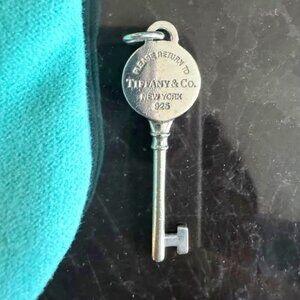 PLEASE RETURN TO
TIFFANY & CO.
NEW YORK
925